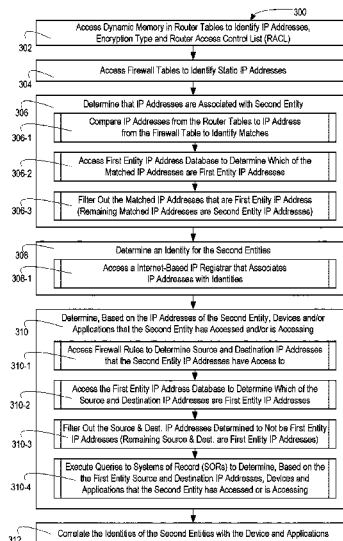 300
Access Dynamic Memory in Router Tables to Identify IP Addresses,
Encryption Type and Router Access Control List (RACL)
302
Access Firewall Tables to Identify Static IP Addresses
304
Determine that IP Addresses are Associated with Second Entity
306
Compare IP Addresses from the Router Tables to IP Address
from the Firewall Table to Identify Matches
306-1
Access First Entity IP Address Database to Determine Which of the
Matched IP Addresses are First Entity IP Addresses
306-2
Filter Out the Matched IP Addresses that are First Entity IP Address
(Remaining Matched IP Addresses are Second Entity IP Addresses)
306-3
Determine an Identity for the Second Entities
308
Access a Internet-Based IP Registrar that Associates
IP Addresses with Identities
308-1
310
Determine, Based on the IP Addresses of the Second Entity, Devices and/or
Applications that the Second Entity has Accessed and/or is Accessing
Access Firewall Rules to Determine Source and Destination IP Addresses
that the Second Entity IP Addresses have Access to
310-1
Access the First Entity IP Address Database to Determine Which of the
Source and Destination IP Addresses are First Entity IP Addresses
310-2
Filter Out the Source & Dest. IP Addresses Determined to Not be First Entity
IP Addresses (Remaining Source & Dest. are First Entity IP Addresses)
310-3
Execute Queries to Systems of Record (SORs) to Determine, Based on the
the First Entity Source and Destination IP Addresses, Devices and
Applications that the Second Entity has Accessed or is Accessing
310-4
Correlate the Identities of the Second Entities with the Device and Applications
312